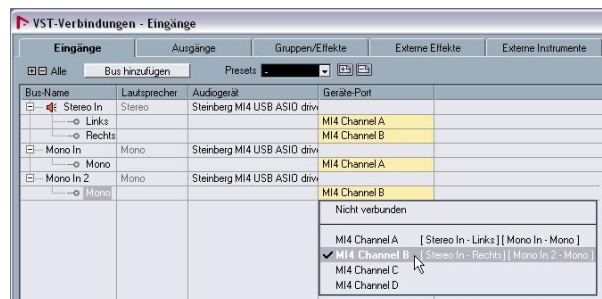 VST-Verbindungen - Eingänge
Eingänge Ausgänge Gruppen/Effekte Externe Effekte Externe Instrumente
Alle Bus hinzufügen Presets -
Bus-Name Lautsprecher Audiogerät Geräte-Port
Stereo In Stereo Steinberg MI4 USB ASIO drive
Links MI4 Channel A
Rechts MI4 Channel B
Mono In Mono Steinberg MI4 USB ASIO drive
Mono MI4 Channel A
Mono In 2 Mono Steinberg MI4 USB ASIO drive
Mono MI4 Channel B
Nicht verbunden
MI4 Channel A [ Stereo In - Links ] [ Mono In - Mono ]
MI4 Channel B [ Stereo In - Rechts ] [ Mono In 2 - Mono ]
MI4 Channel C
MI4 Channel D